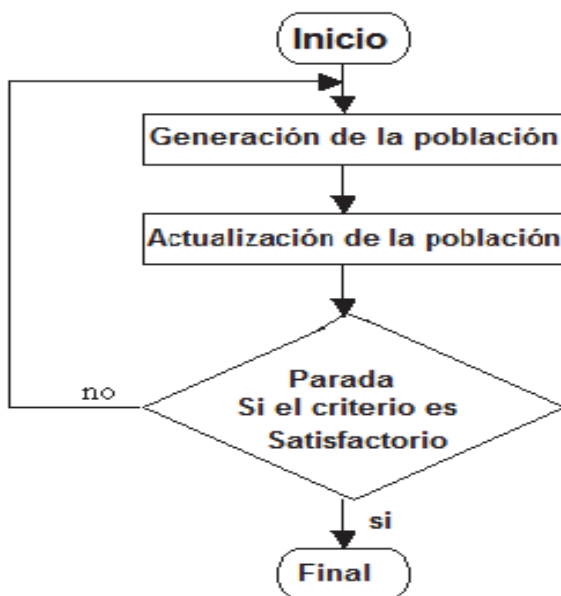 Inicio
Generación de la población
Actualización de la población
Parada
Si el criterio es
Satisfactorio
no
si
Final